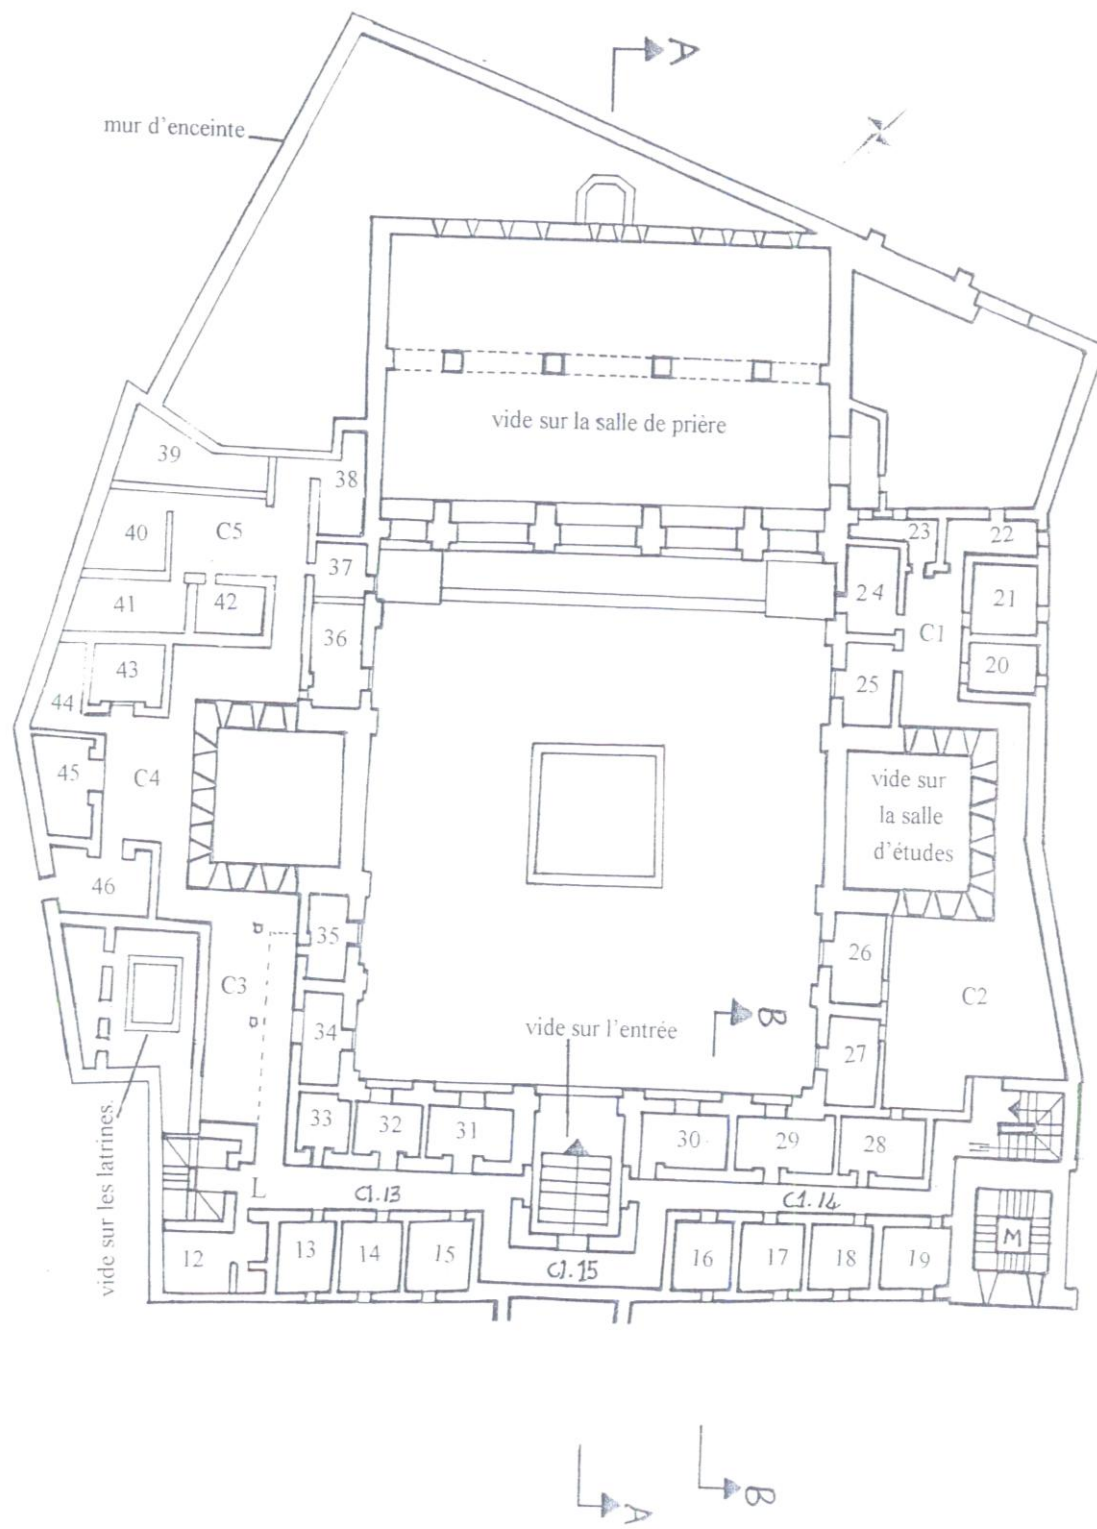 A
mur d'enceinte
vide sur la salle de prière
39
38
40
C5
23
22
37
24
21
41
42
36
C1
43
20
25
44
45
C4
vide sur
la salle
d'études
46
35
26
C3
C2
34
vide sur l'entrée
B
27
33
32
31
30
29
28
vide sur les latrines.
L
C1.13
C1.14
12
13
14
15
C1.15
16
17
18
19
M
A
B